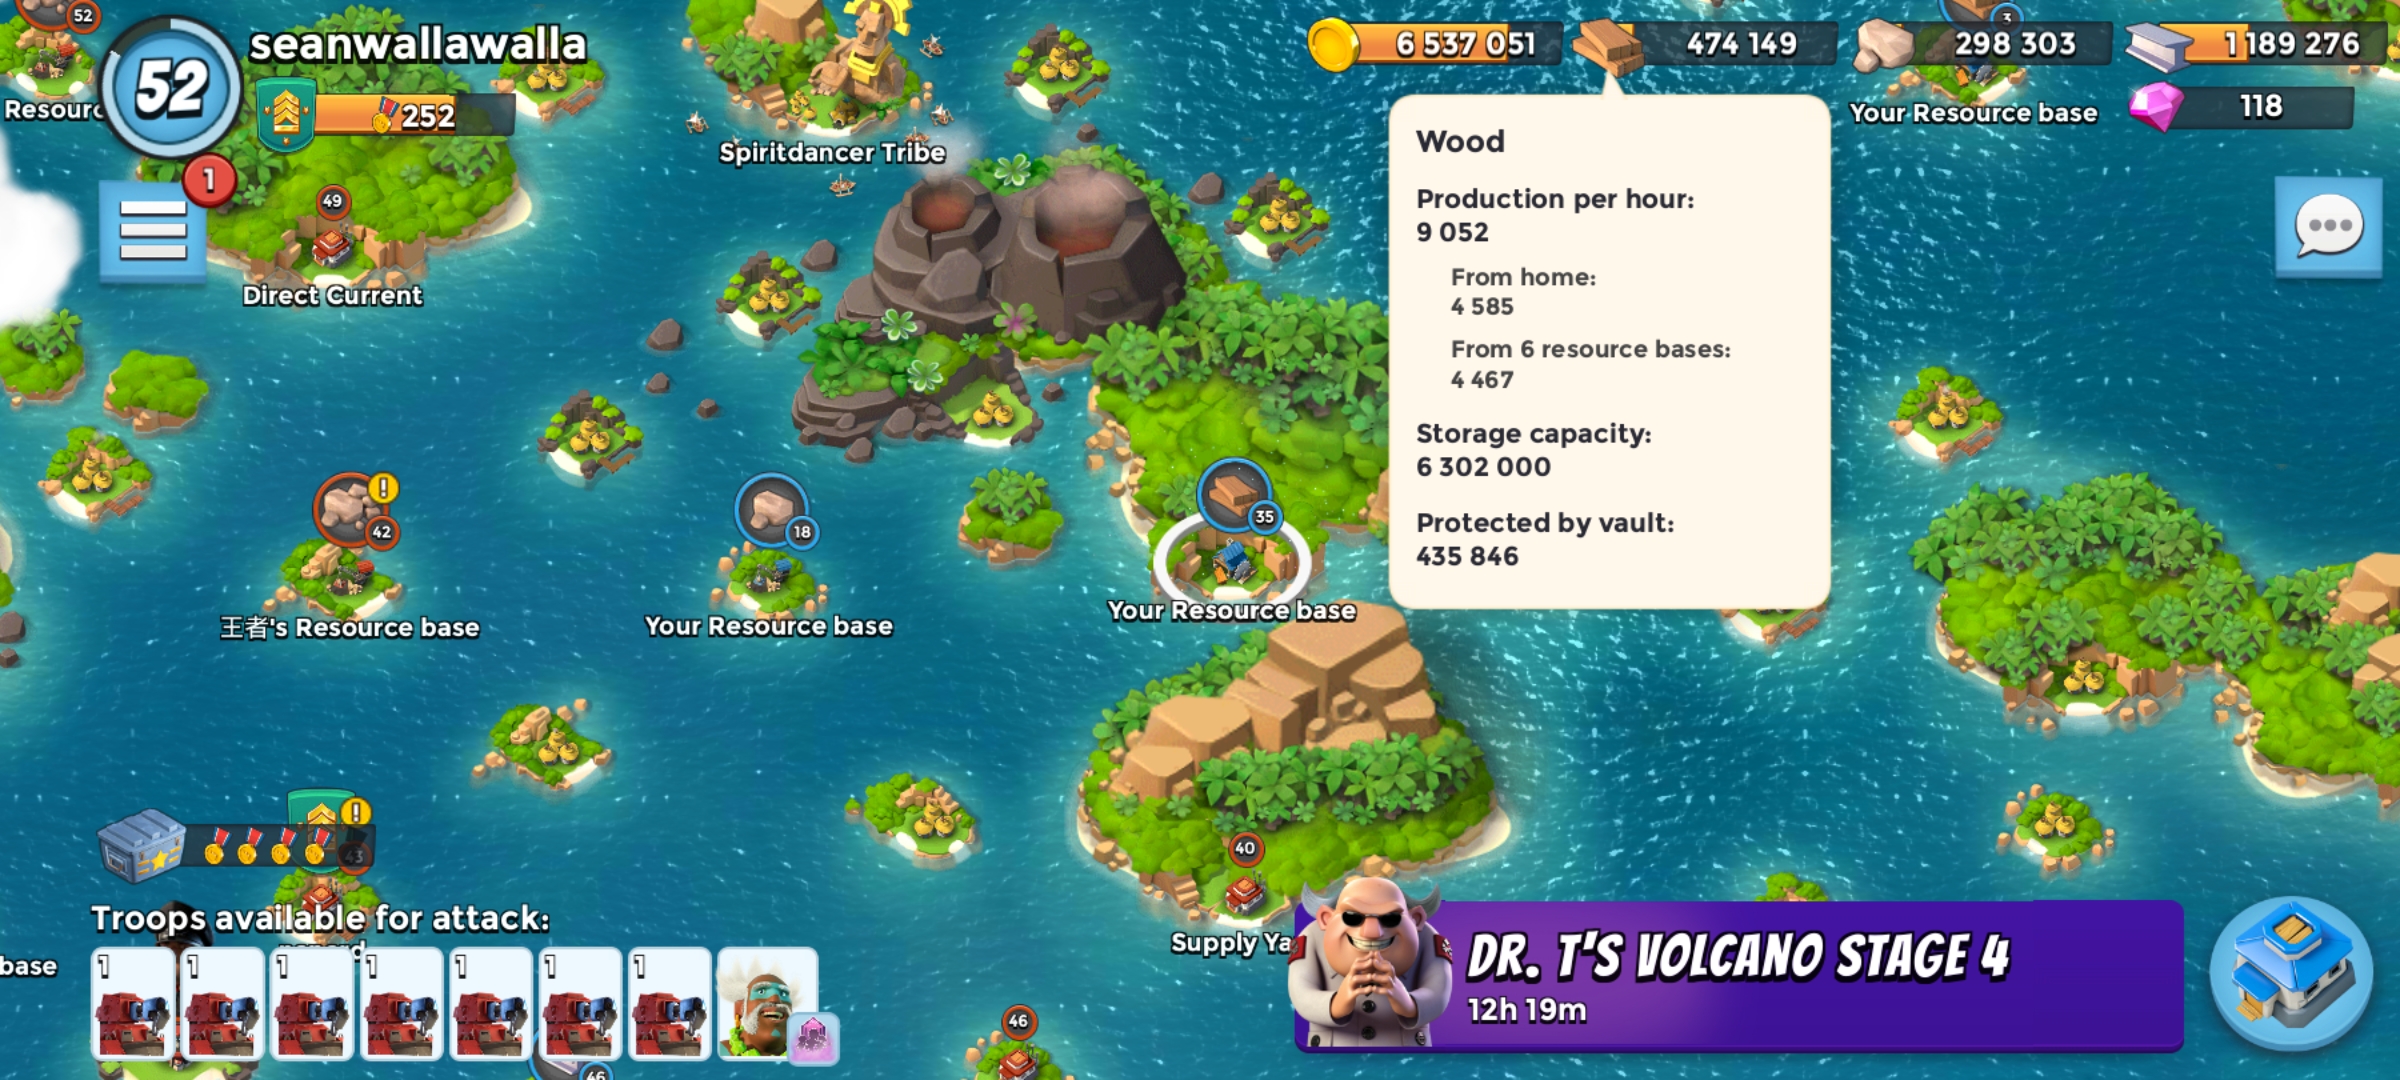 52
52
seanwallawalla
252
1
6 537 051
474 149
298 303
1 189 276
118
3
Your Resource base
Resourc
Spiritdancer Tribe
49
Direct Current
Wood
Production per hour:
9 052
From home:
4 585
From 6 resource bases:
4 467
Storage capacity:
6 302 000
Protected by vault:
435 846
!
42
王者's Resource base
18
Your Resource base
35
Your Resource base
!
43
40
Supply Ya
Troops available for attack:
base
1
1
1
1
1
1
1
46
46
DR. T'S VOLCANO STAGE 4
12h 19m